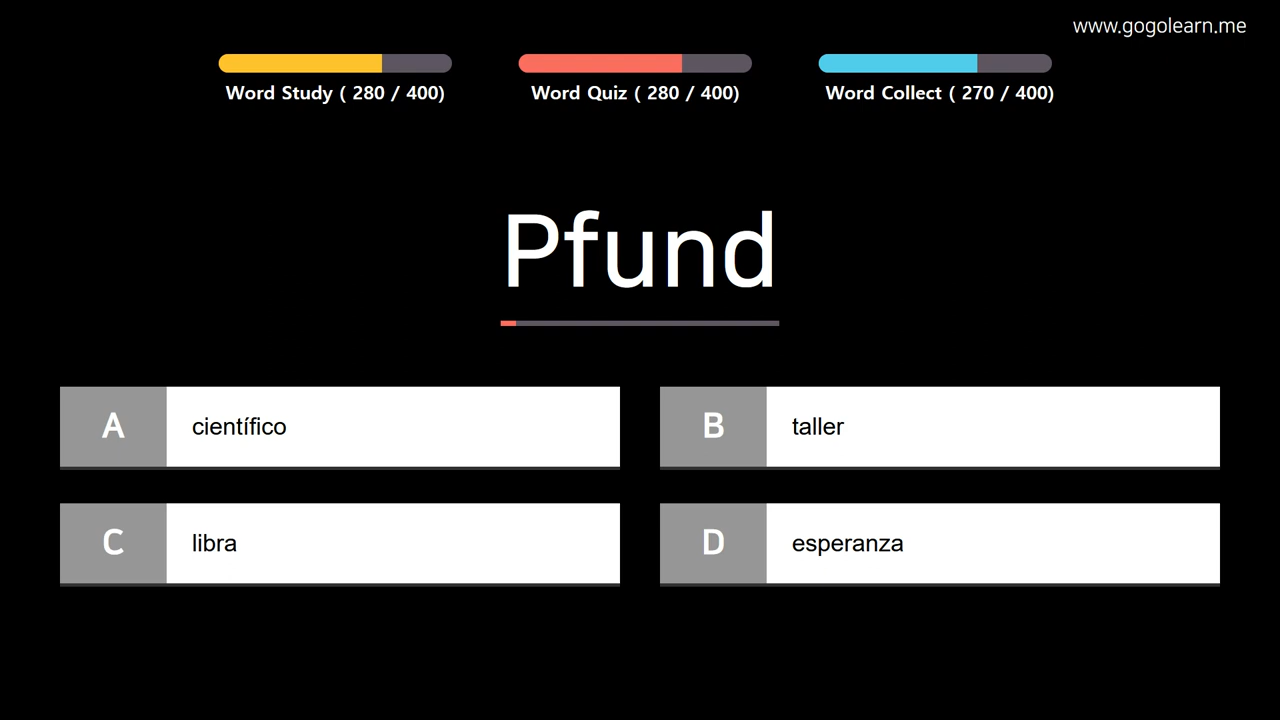 www.gogolearn.me
Word Study ( 280 / 400)
Word Quiz ( 280 / 400)
Word Collect ( 270 / 400)
Pfund
A científico
B taller
C libra
D esperanza